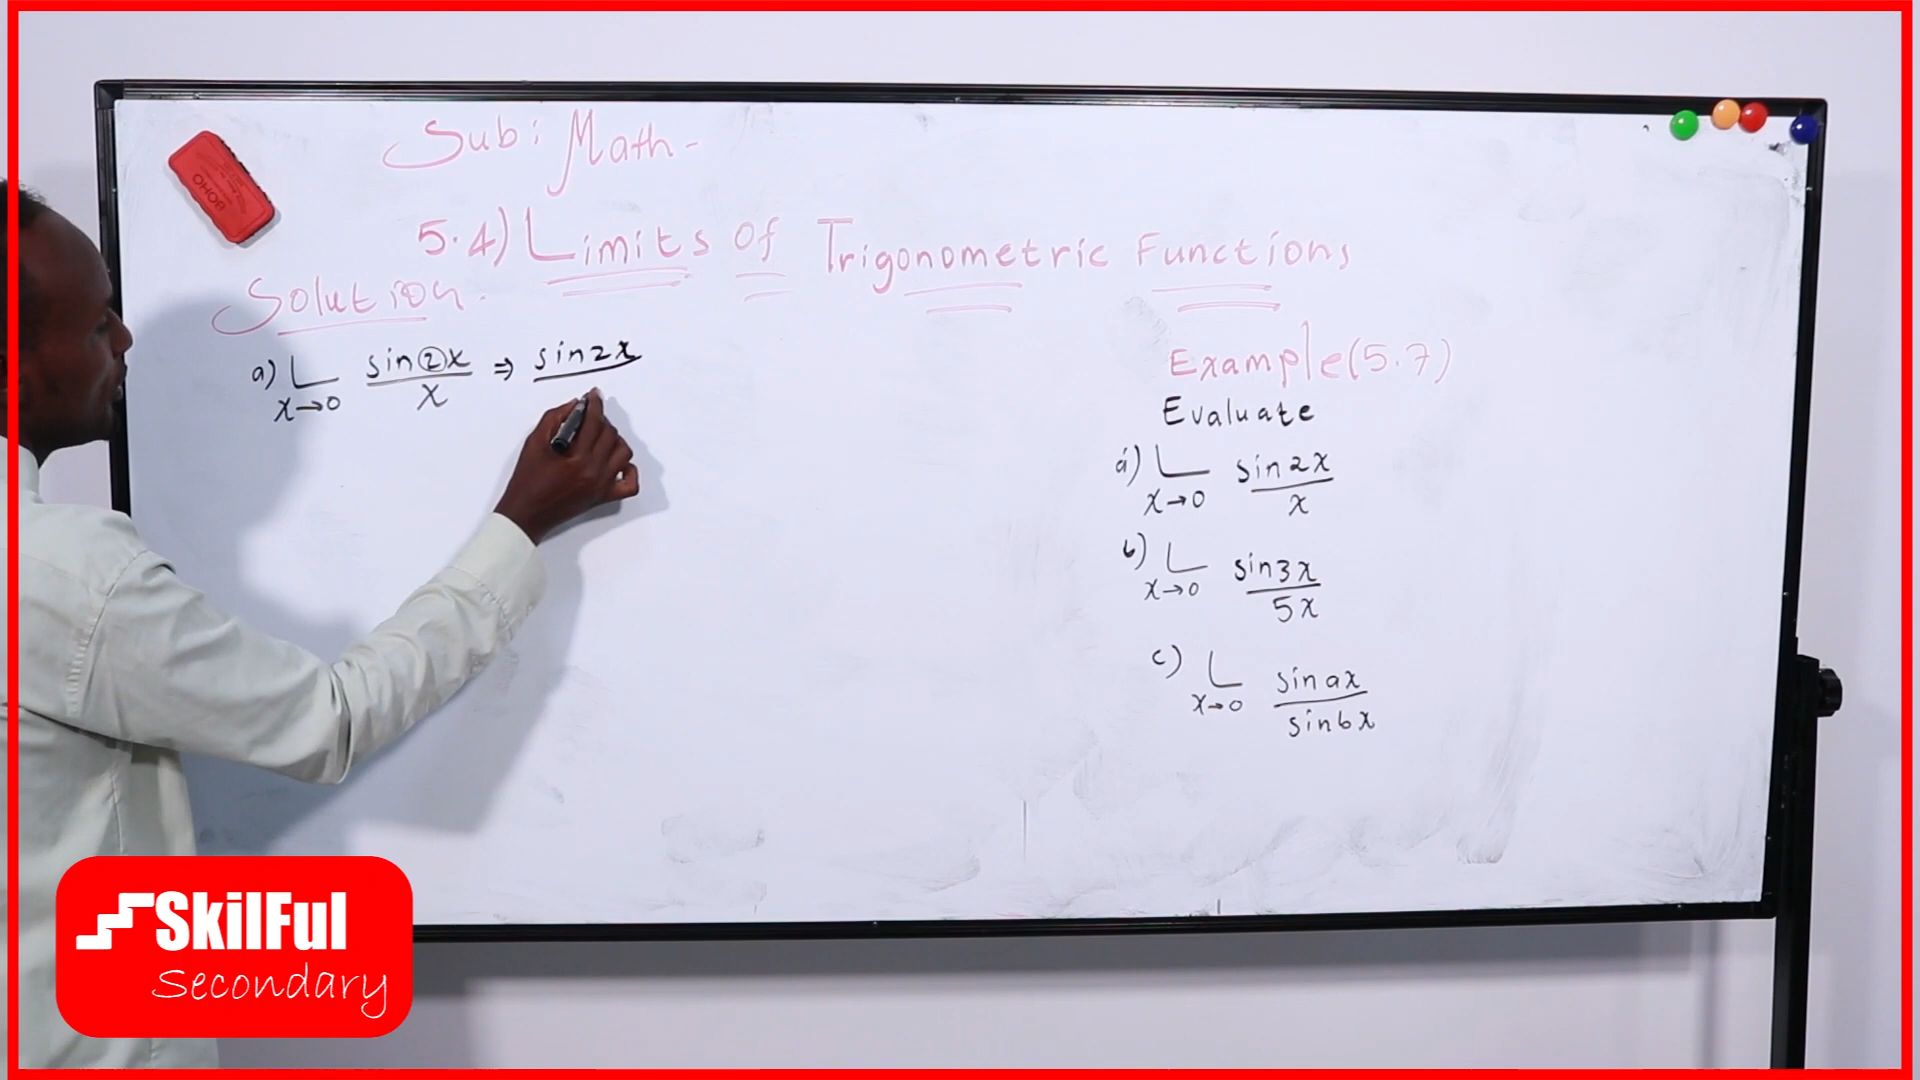 Sub: Math-
5.4) Limits of Trigonometric Functions
Solution.
a) L sin2x ⇒ sin2x
x→0 x
Example (5.7)
Evaluate
a) L sin2x
x→0 x
b) L sin3x
x→0 5x
c) L sinax
x→0 sinbx
BOHO
SkilFul
Secondary